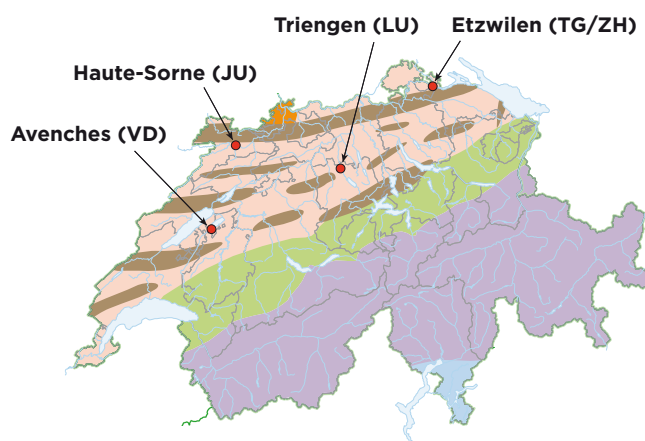 Triengen (LU)
Etzwilen (TG/ZH)
Haute-Sorne (JU)
Avenches (VD)